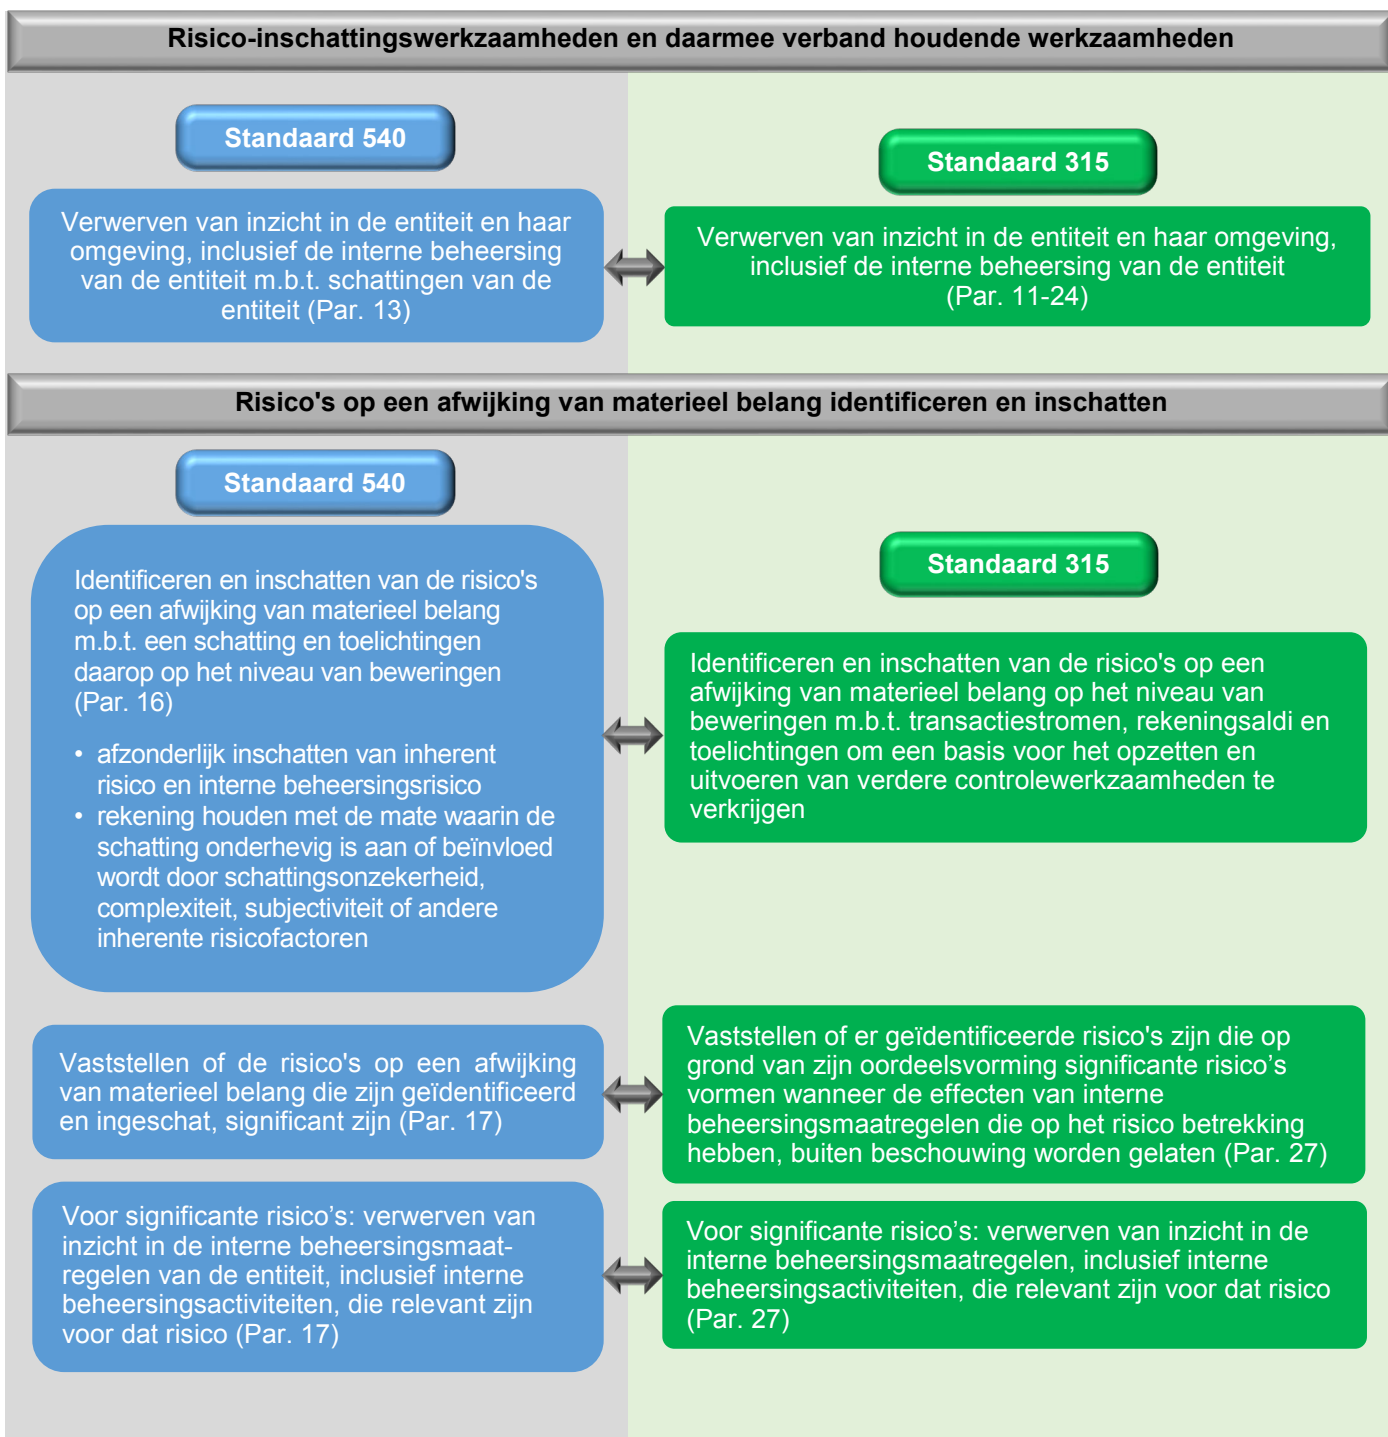 Risico-inschattingswerkzaamheden en daarmee verband houdende werkzaamheden
Standaard 540
Verwerven van inzicht in de entiteit en haar
omgeving, inclusief de interne beheersing
van de entiteit m.b.t. schattingen van de
entiteit (Par. 13)
Standaard 315
Verwerven van inzicht in de entiteit en haar omgeving,
inclusief de interne beheersing van de entiteit
(Par. 11-24)
Risico's op een afwijking van materieel belang identificeren en inschatten
Standaard 540
Identificeren en inschatten van de risico's
op een afwijking van materieel belang
m.b.t. een schatting en toelichtingen
daarop op het niveau van beweringen
(Par. 16)
• afzonderlijk inschatten van inherent
risico en interne beheersingsrisico
• rekening houden met de mate waarin de
schatting onderhevig is aan of beïnvloed
wordt door schattingsonzekerheid,
complexiteit, subjectiviteit of andere
inherente risicofactoren
Standaard 315
Identificeren en inschatten van de risico's op een
afwijking van materieel belang op het niveau van
beweringen m.b.t. transactiestromen, rekeningsaldi en
toelichtingen om een basis voor het opzetten en
uitvoeren van verdere controlewerkzaamheden te
verkrijgen
Vaststellen of de risico's op een afwijking
van materieel belang die zijn geïdentificeerd
en ingeschat, significant zijn (Par. 17)
Vaststellen of er geïdentificeerde risico's zijn die op
grond van zijn oordeelsvorming significante risico’s
vormen wanneer de effecten van interne
beheersingsmaatregelen die op het risico betrekking
hebben, buiten beschouwing worden gelaten (Par. 27)
Voor significante risico’s: verwerven van
inzicht in de interne beheersingsmaat-
regelen van de entiteit, inclusief interne
beheersingsactiviteiten, die relevant zijn
voor dat risico (Par. 17)
Voor significante risico’s: verwerven van inzicht in de
interne beheersingsmaatregelen, inclusief interne
beheersingsactiviteiten, die relevant zijn voor dat risico
(Par. 27)